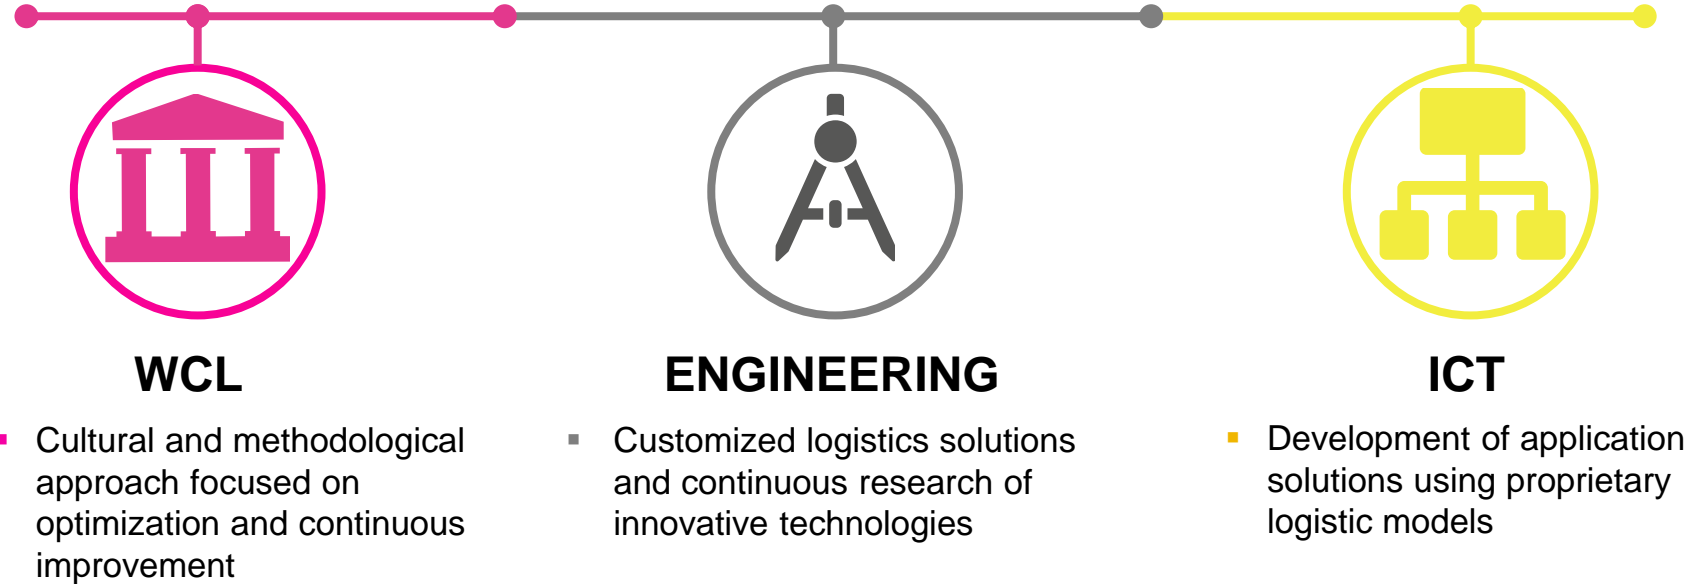 WCL
▪ Cultural and methodological
approach focused on
optimization and continuous
improvement
ENGINEERING
▪ Customized logistics solutions
and continuous research of
innovative technologies
ICT
▪ Development of application
solutions using proprietary
logistic models